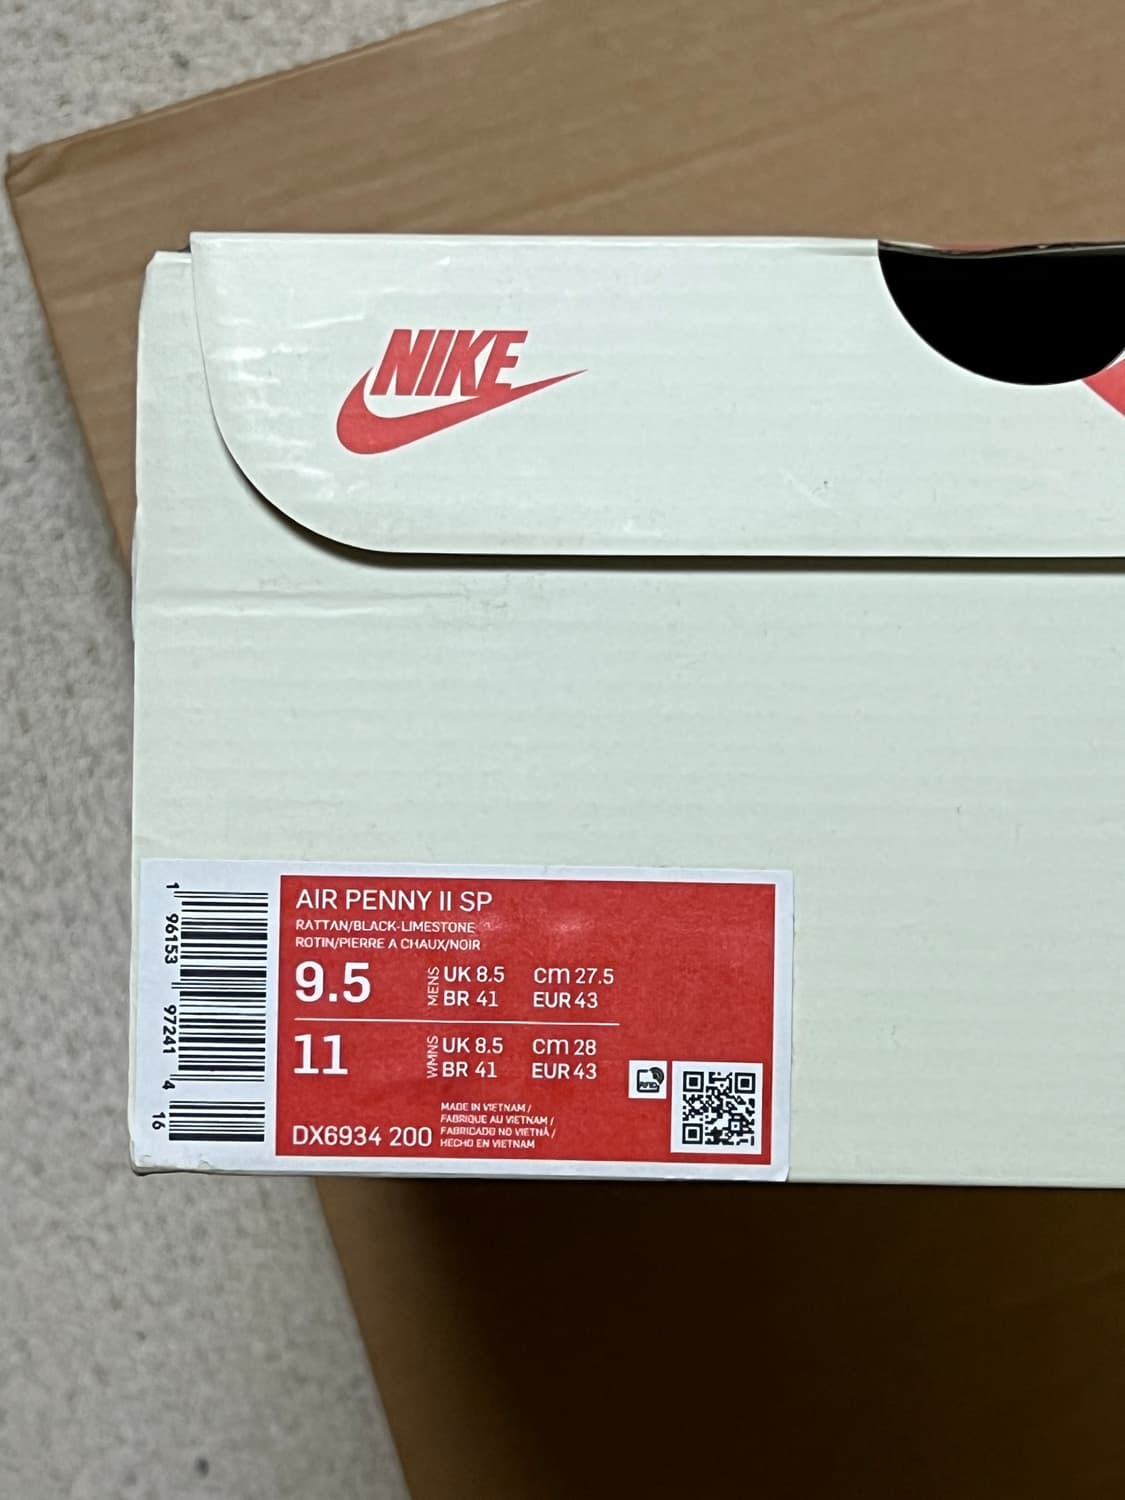 NIKE
AIR PENNY II SP
RATTAN/BLACK-LIMESTONE
ROTIN/PIERRE A CHAUX/NOIR
9.5 MENS UK 8.5 cm 27.5
BR 41 EUR 43
11 WMNS UK 8.5 cm 28
BR 41 EUR 43
RFID
DX6934 200
MADE IN VIETNAM /
FABRIQUE AU VIETNAM /
FABRICADO NO VIETNÃ /
HECHO EN VIETNAM
1 96153 97241 4 16